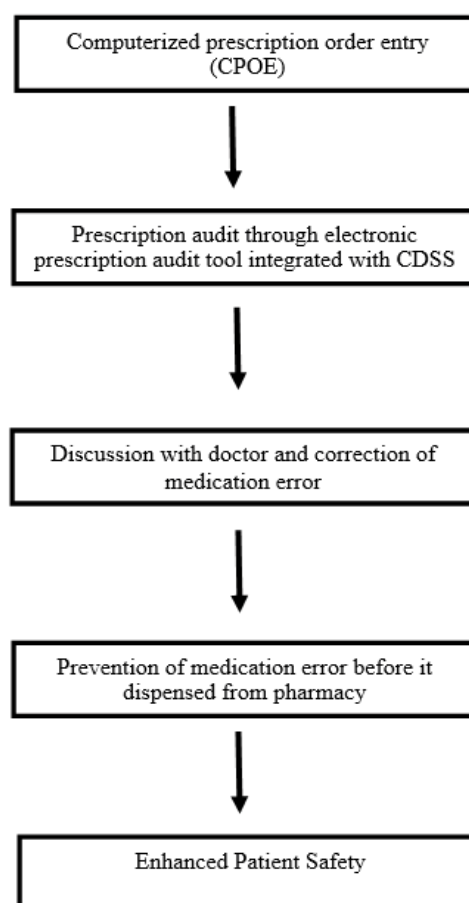 Computerized prescription order entry
(CPOE)
Prescription audit through electronic
prescription audit tool integrated with CDSS
Discussion with doctor and correction of
medication error
Prevention of medication error before it
dispensed from pharmacy
Enhanced Patient Safety